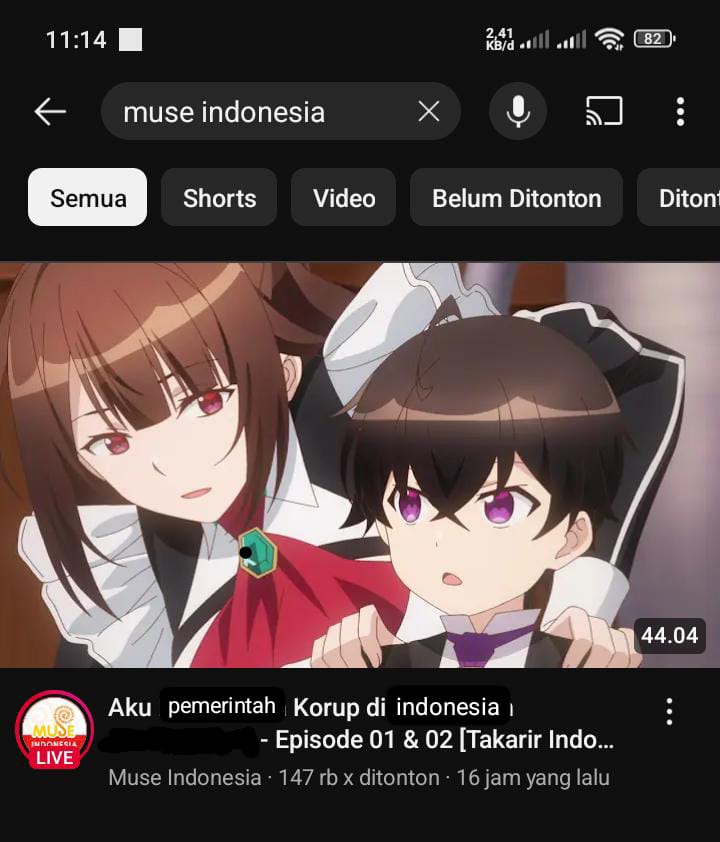 11:14
2,41
KB/d
82
muse indonesia
Semua
Shorts
Video
Belum Ditonton
Ditont
44.04
Aku pemerintah Korup di indonesia
- Episode 01 & 02 [Takarir Indo...
MUSE
INDONESIA
LIVE
Muse Indonesia · 147 rb x ditonton · 16 jam yang lalu